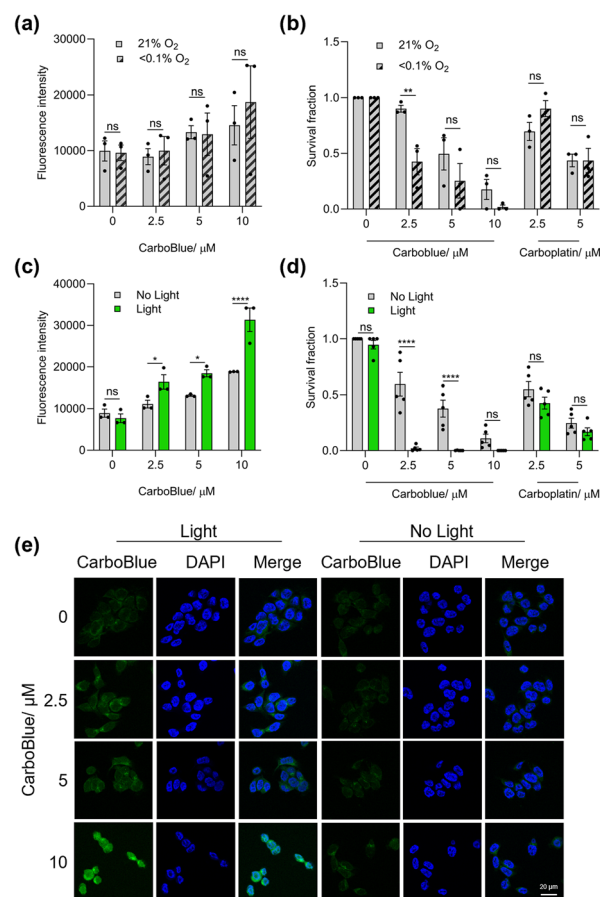 (a)
30000
20000
10000
0
Fluorescence intensity
21% O₂
<0.1% O₂
ns
ns
ns
ns
0
2.5
5
10
CarboBlue/ µM
(b)
1.5
1.0
0.5
0.0
Survival fraction
21% O₂
<0.1% O₂
**
ns
ns
ns
ns
0
2.5
5
10
2.5
5
Carboblue/ µM
Carboplatin/ µM
(c)
40000
30000
20000
10000
0
Fluorescence intensity
No Light
Light
ns
*
*
****
0
2.5
5
10
CarboBlue/ µM
(d)
1.5
1.0
0.5
0.0
Survival fraction
No Light
Light
ns
****
****
ns
ns
ns
0
2.5
5
10
2.5
5
Carboblue/ µM
Carboplatin/ µM
(e)
Light
No Light
CarboBlue
DAPI
Merge
CarboBlue
DAPI
Merge
CarboBlue/ µM
0
2.5
5
10
20 µm